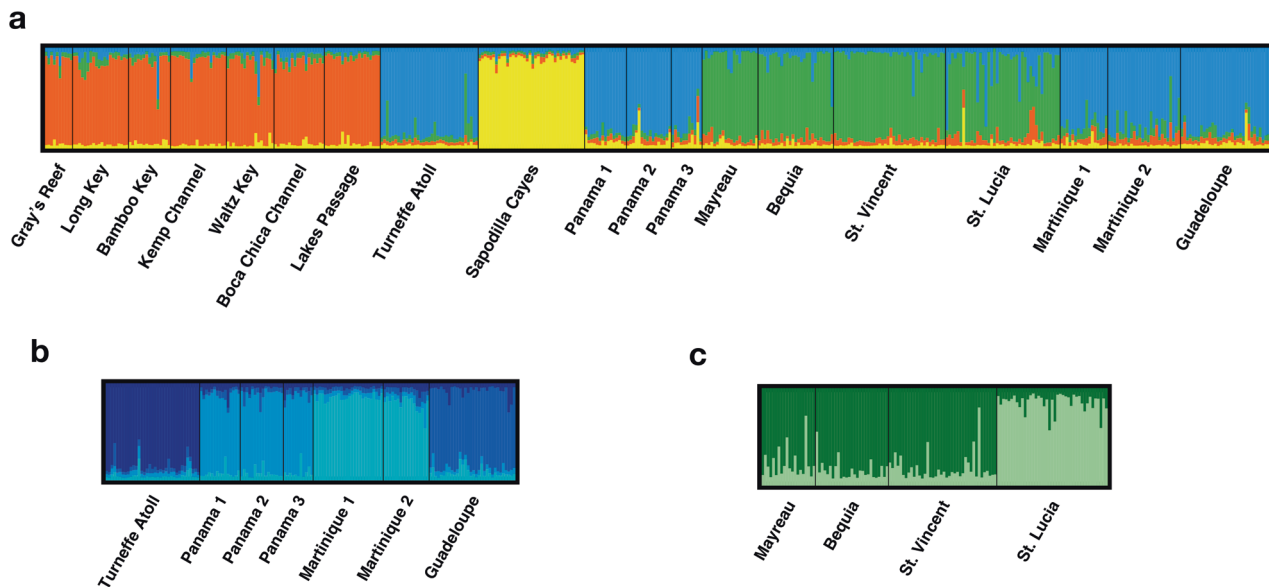 a
Gray's Reef
Long Key
Bamboo Key
Kemp Channel
Waltz Key
Boca Chica Channel
Lakes Passage
Turneffe Atoll
Sapodilla Cayes
Panama 1
Panama 2
Panama 3
Mayreau
Bequia
St. Vincent
St. Lucia
Martinique 1
Martinique 2
Guadeloupe
b
Turneffe Atoll
Panama 1
Panama 2
Panama 3
Martinique 1
Martinique 2
Guadeloupe
c
Mayreau
Bequia
St. Vincent
St. Lucia